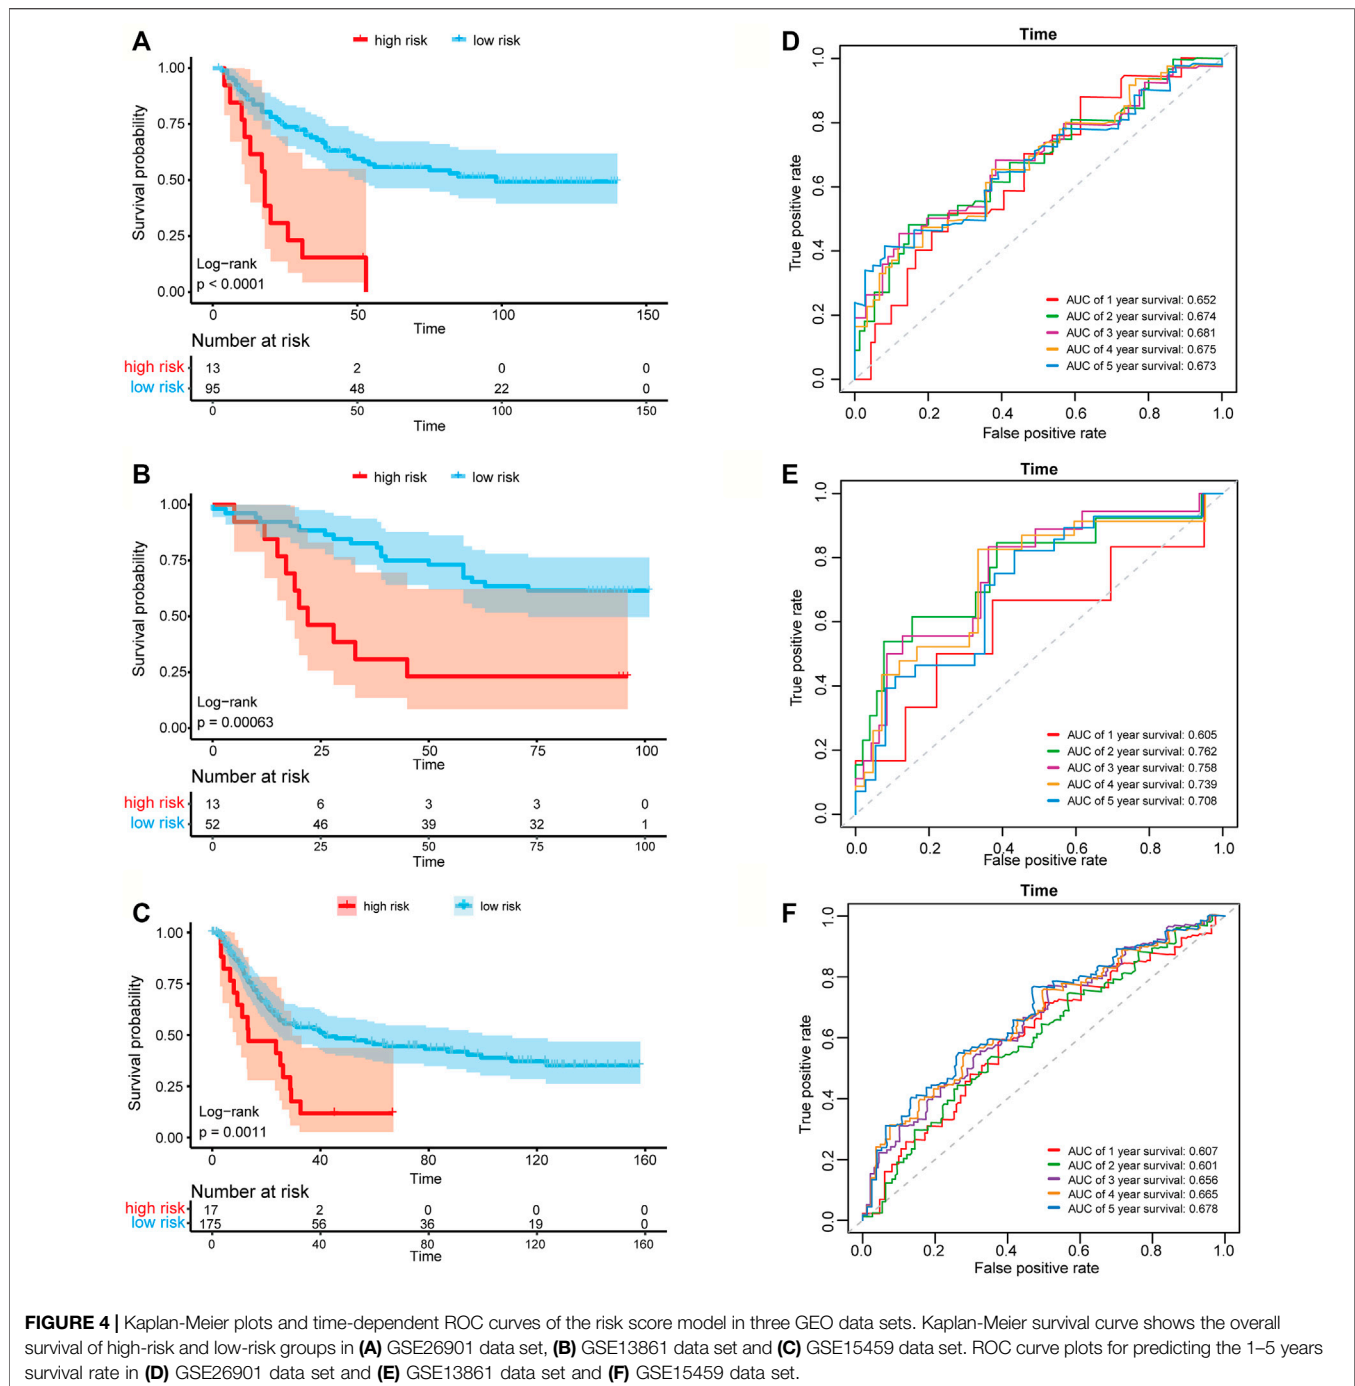 A
high risk low risk
1.00
0.75
0.50
0.25
0.00
Survival probability
Log−rank
p < 0.0001
0 50 100 150
Time
Number at risk
high risk 13 2 0 0
low risk 95 48 22 0
0 50 100 150
Time
D
Time
1.0
0.8
0.6
0.4
0.2
0.0
True positive rate
AUC of 1 year survival: 0.652
AUC of 2 year survival: 0.674
AUC of 3 year survival: 0.681
AUC of 4 year survival: 0.675
AUC of 5 year survival: 0.673
0.0 0.2 0.4 0.6 0.8 1.0
False positive rate
B
high risk low risk
1.00
0.75
0.50
0.25
0.00
Survival probability
Log−rank
p = 0.00063
0 25 50 75 100
Time
Number at risk
high risk 13 6 3 3 0
low risk 52 46 39 32 1
0 25 50 75 100
Time
E
Time
1.0
0.8
0.6
0.4
0.2
0.0
True positive rate
AUC of 1 year survival: 0.605
AUC of 2 year survival: 0.762
AUC of 3 year survival: 0.758
AUC of 4 year survival: 0.739
AUC of 5 year survival: 0.708
0.0 0.2 0.4 0.6 0.8 1.0
False positive rate
C
high risk low risk
1.00
0.75
0.50
0.25
0.00
Survival probability
Log−rank
p = 0.0011
0 40 80 120 160
Time
Number at risk
high risk 17 2 0 0 0
low risk 175 56 36 19 0
0 40 80 120 160
Time
F
Time
1.0
0.8
0.6
0.4
0.2
0.0
True positive rate
AUC of 1 year survival: 0.607
AUC of 2 year survival: 0.601
AUC of 3 year survival: 0.656
AUC of 4 year survival: 0.665
AUC of 5 year survival: 0.678
0.0 0.2 0.4 0.6 0.8 1.0
False positive rate
FIGURE 4 | Kaplan-Meier plots and time-dependent ROC curves of the risk score model in three GEO data sets. Kaplan-Meier survival curve shows the overall
survival of high-risk and low-risk groups in (A) GSE26901 data set, (B) GSE13861 data set and (C) GSE15459 data set. ROC curve plots for predicting the 1–5 years
survival rate in (D) GSE26901 data set and (E) GSE13861 data set and (F) GSE15459 data set.